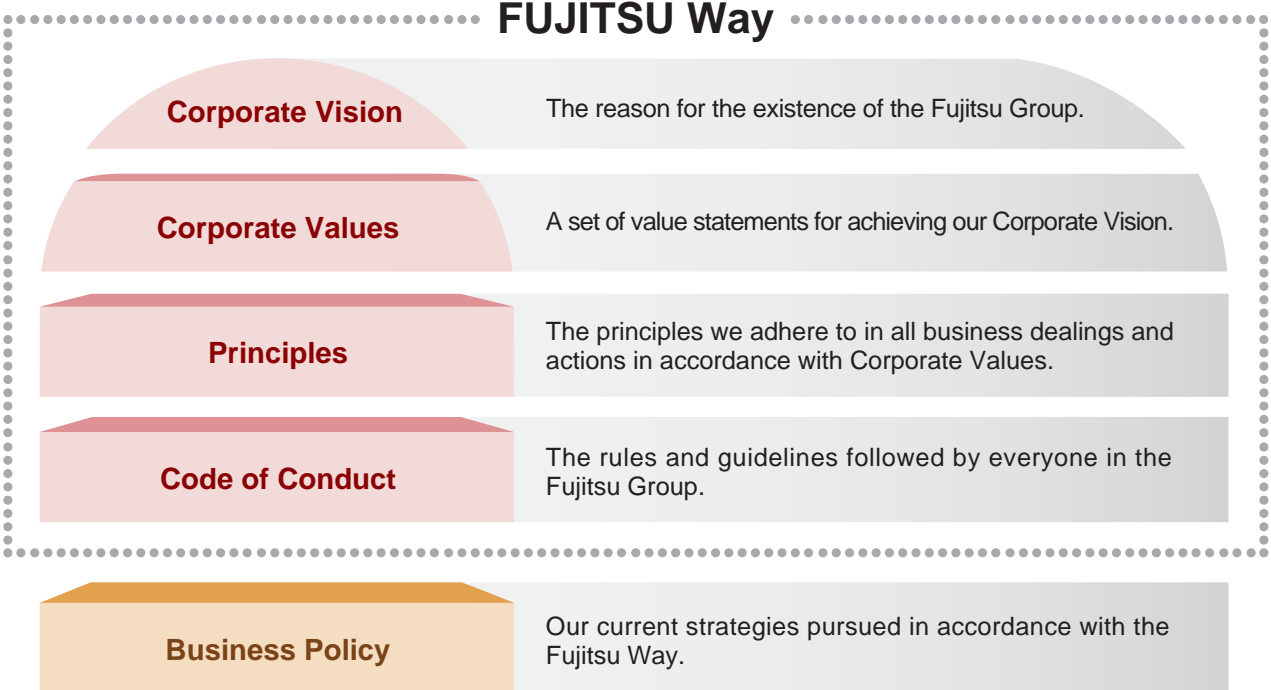 FUJITSU Way
Corporate Vision
The reason for the existence of the Fujitsu Group.
Corporate Values
A set of value statements for achieving our Corporate Vision.
Principles
The principles we adhere to in all business dealings and
actions in accordance with Corporate Values.
Code of Conduct
The rules and guidelines followed by everyone in the
Fujitsu Group.
Business Policy
Our current strategies pursued in accordance with the
Fujitsu Way.